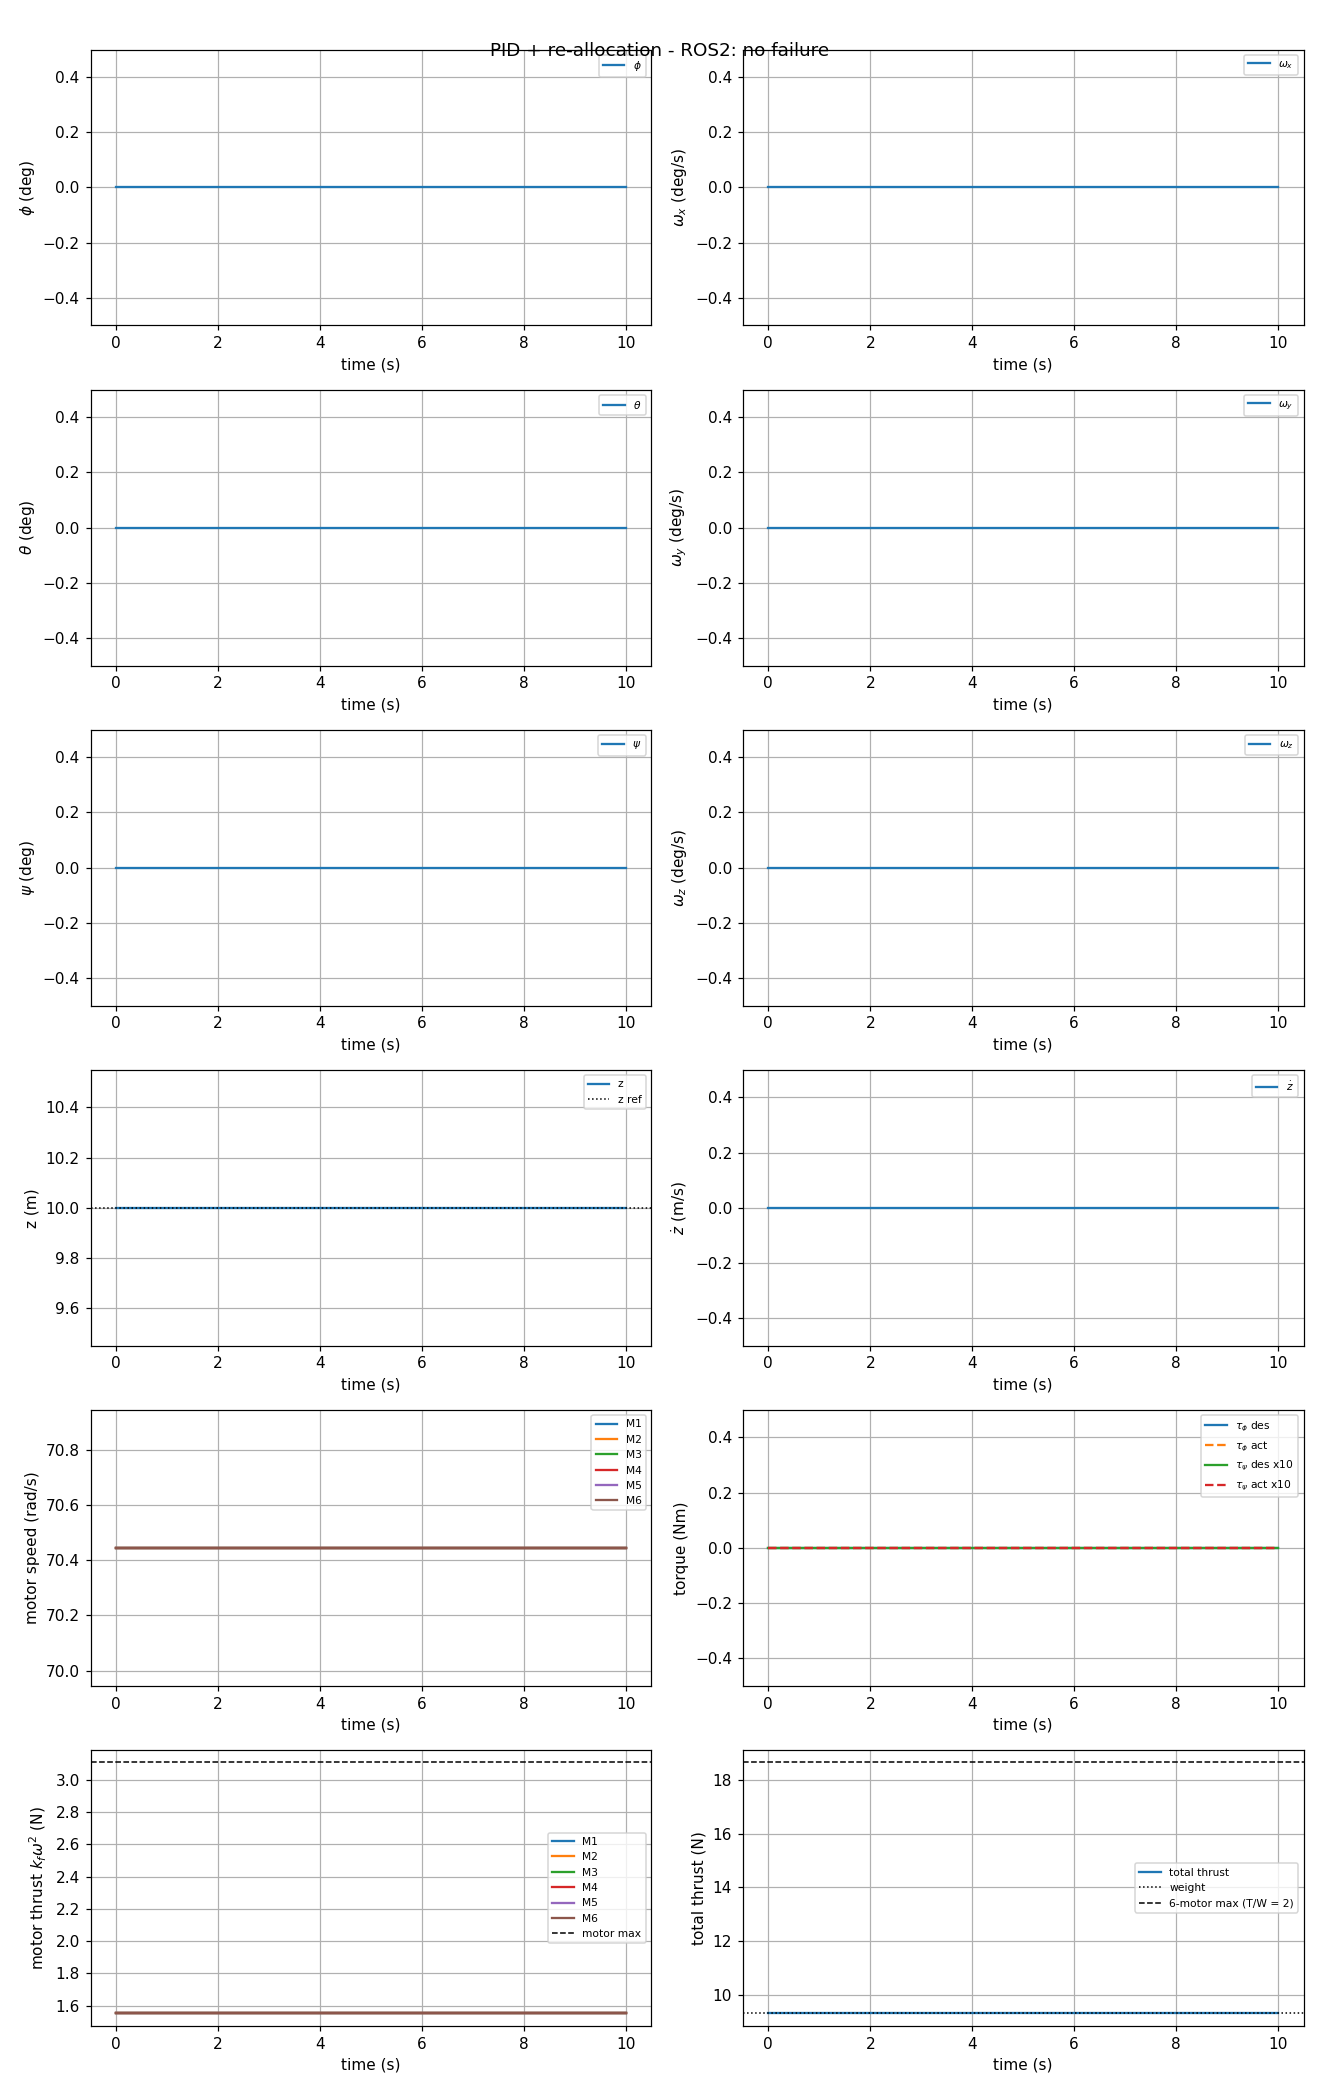 PID + re-allocation - ROS2: no failure
ϕ
0.4
0.2
0.0
−0.2
−0.4
ϕ (deg)
0 2 4 6 8 10
time (s)
ωx
0.4
0.2
0.0
−0.2
−0.4
ωx (deg/s)
0 2 4 6 8 10
time (s)
θ
0.4
0.2
0.0
−0.2
−0.4
θ (deg)
0 2 4 6 8 10
time (s)
ωy
0.4
0.2
0.0
−0.2
−0.4
ωy (deg/s)
0 2 4 6 8 10
time (s)
ψ
0.4
0.2
0.0
−0.2
−0.4
ψ (deg)
0 2 4 6 8 10
time (s)
ωz
0.4
0.2
0.0
−0.2
−0.4
ωz (deg/s)
0 2 4 6 8 10
time (s)
z
z ref
10.4
10.2
10.0
9.8
9.6
z (m)
0 2 4 6 8 10
time (s)
ż
0.4
0.2
0.0
−0.2
−0.4
ż (m/s)
0 2 4 6 8 10
time (s)
M1
M2
M3
M4
M5
M6
70.8
70.6
70.4
70.2
70.0
motor speed (rad/s)
0 2 4 6 8 10
time (s)
τΦ des
τΦ act
τΨ des x10
τΨ act x10
0.4
0.2
0.0
−0.2
−0.4
torque (Nm)
0 2 4 6 8 10
time (s)
3.0
2.8
2.6
2.4
2.2
2.0
1.8
1.6
motor thrust kfω² (N)
M1
M2
M3
M4
M5
M6
motor max
0 2 4 6 8 10
time (s)
18
16
14
12
10
total thrust (N)
total thrust
weight
6-motor max (T/W = 2)
0 2 4 6 8 10
time (s)